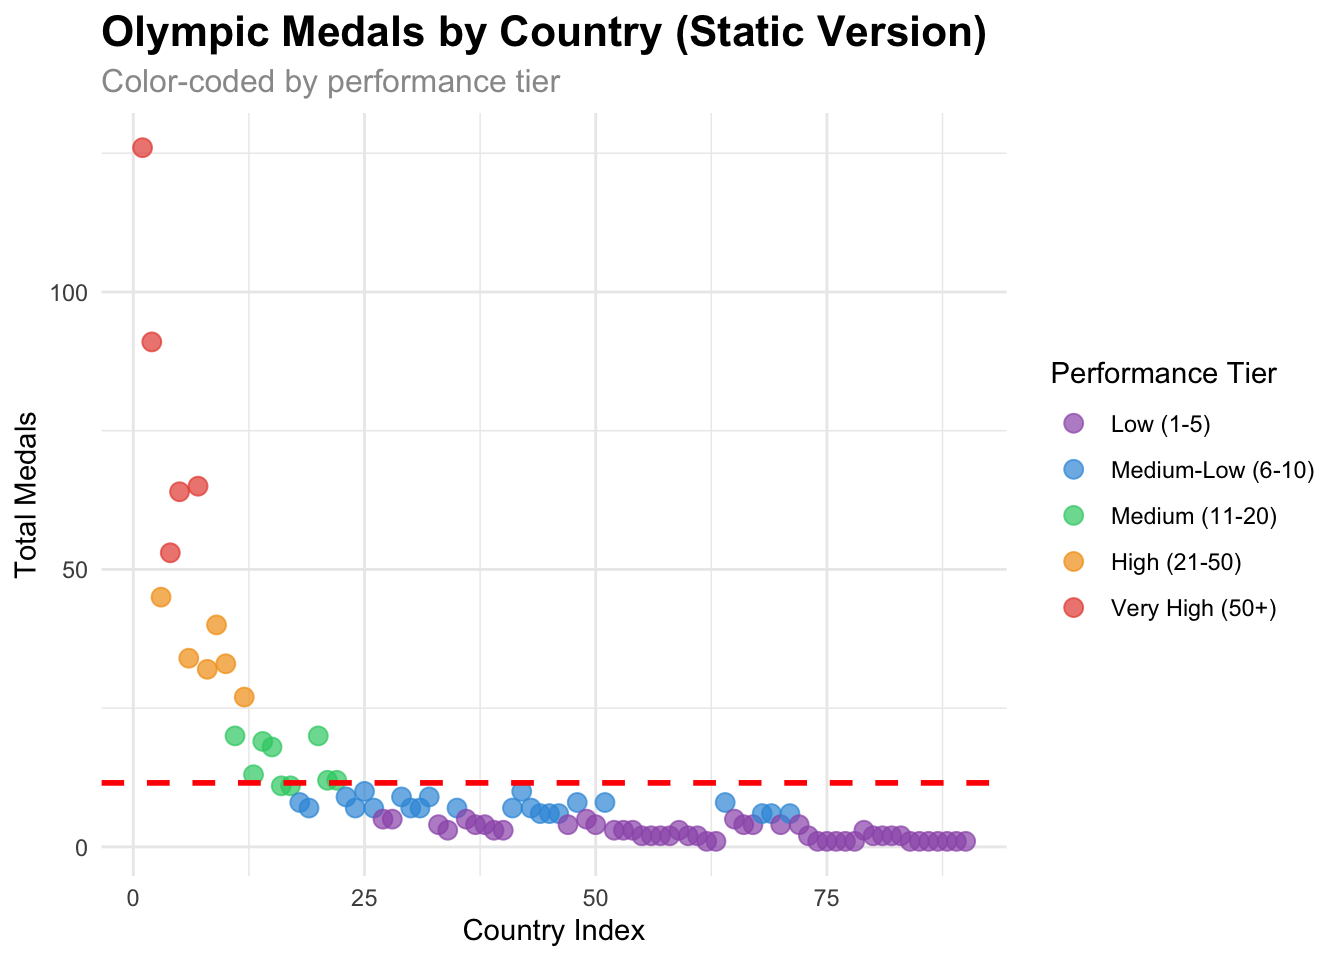 Olympic Medals by Country (Static Version)
Color-coded by performance tier
Total Medals
100
50
0
0
25
50
75
Country Index
Performance Tier
Low (1-5)
Medium-Low (6-10)
Medium (11-20)
High (21-50)
Very High (50+)